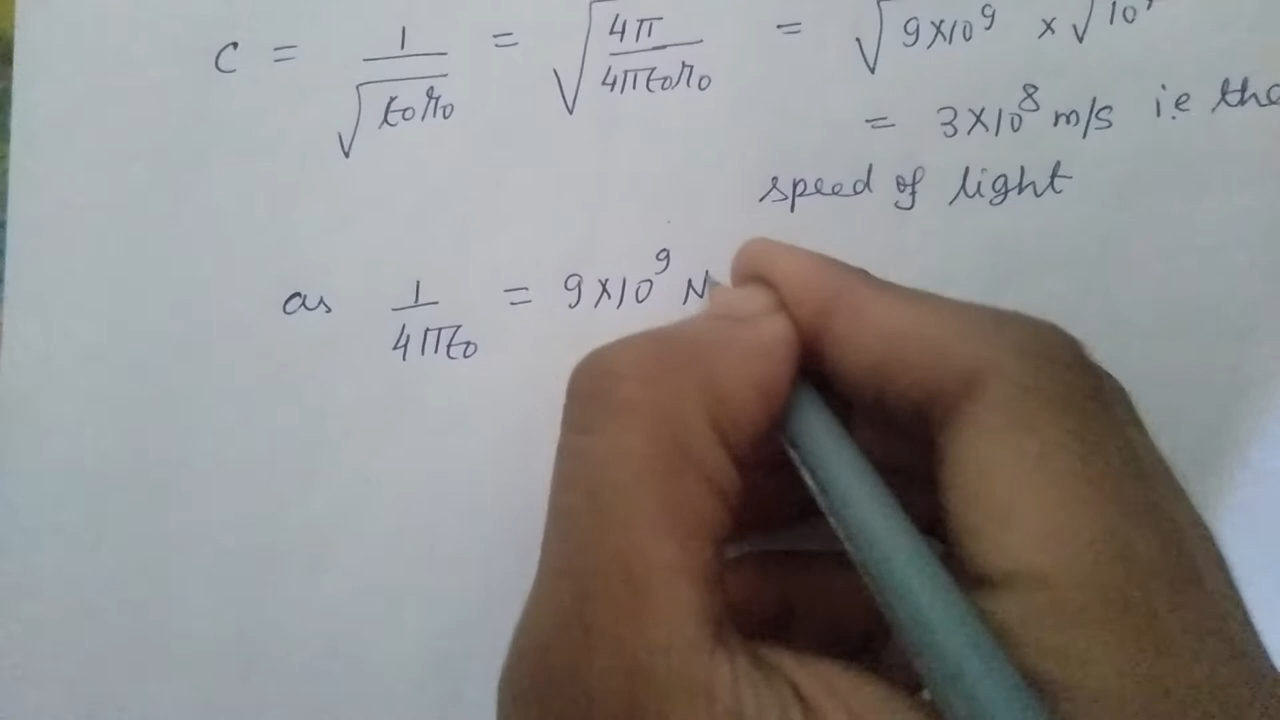 C = 1/√ϵ₀μ₀ = √4π/4πϵ₀μ₀ = √9×10⁹ × √10
= 3×10⁸ m/s i.e the
speed of light
as 1/4πϵ₀ = 9×10⁹ N